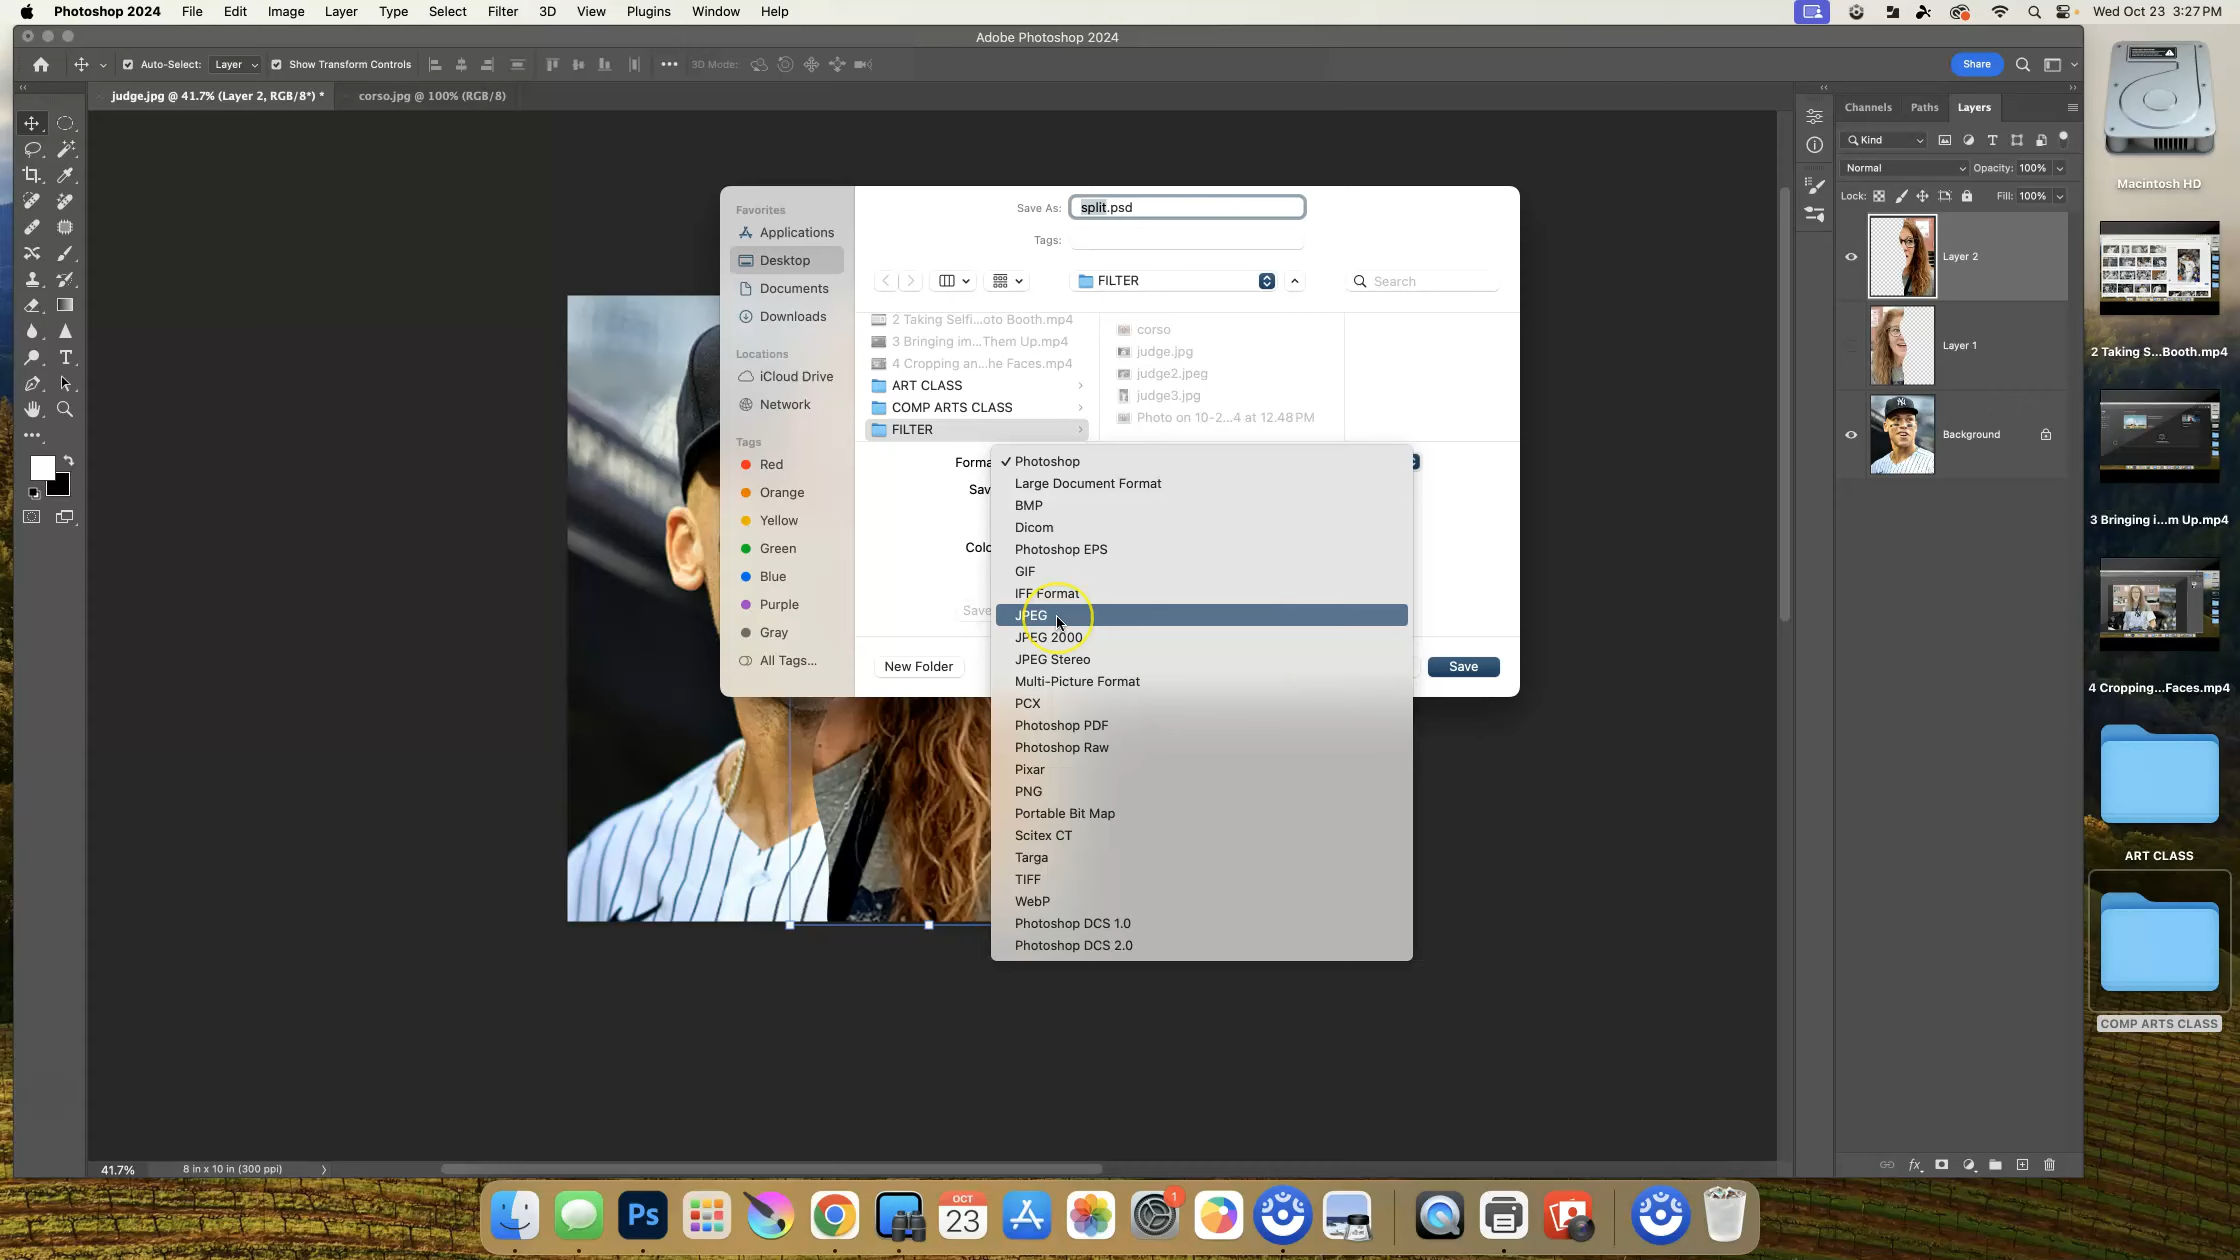 Photoshop 2024 File Edit Image Layer Type Select Filter 3D View Plugins Window Help
1
Wed Oct 23 3:27 PM
Adobe Photoshop 2024
Auto-Select: Layer Show Transform Controls 3D Mode: Share
judge.jpg @ 41.7% (Layer 2, RGB/8*) * corso.jpg @ 100% (RGB/8)
Channels Paths Layers
Kind
Normal Opacity: 100%
Lock: Fill: 100%
Layer 2
Layer 1
Background
Favorites
Applications
Desktop
Documents
Downloads
Locations
iCloud Drive
Network
Tags
Red
Orange
Yellow
Green
Blue
Purple
Gray
All Tags...
Save As: split.psd
Tags:
FILTER
Search
2 Taking Selfi...oto Booth.mp4
3 Bringing im...Them Up.mp4
4 Cropping an...he Faces.mp4
ART CLASS
COMP ARTS CLASS
FILTER
corso
judge.jpg
judge2.jpeg
judge3.jpg
Photo on 10-2...4 at 12.48 PM
Forma
Sav
Colo
Save
New Folder
Save
Photoshop
Large Document Format
BMP
Dicom
Photoshop EPS
GIF
IFF Format
JPEG
JPEG 2000
JPEG Stereo
Multi-Picture Format
PCX
Photoshop PDF
Photoshop Raw
Pixar
PNG
Portable Bit Map
Scitex CT
Targa
TIFF
WebP
Photoshop DCS 1.0
Photoshop DCS 2.0
Macintosh HD
2 Taking S...Booth.mp4
3 Bringing i...m Up.mp4
4 Cropping...Faces.mp4
ART CLASS
COMP ARTS CLASS
41.7% 8 in x 10 in (300 ppi)
Ps
OCT
23